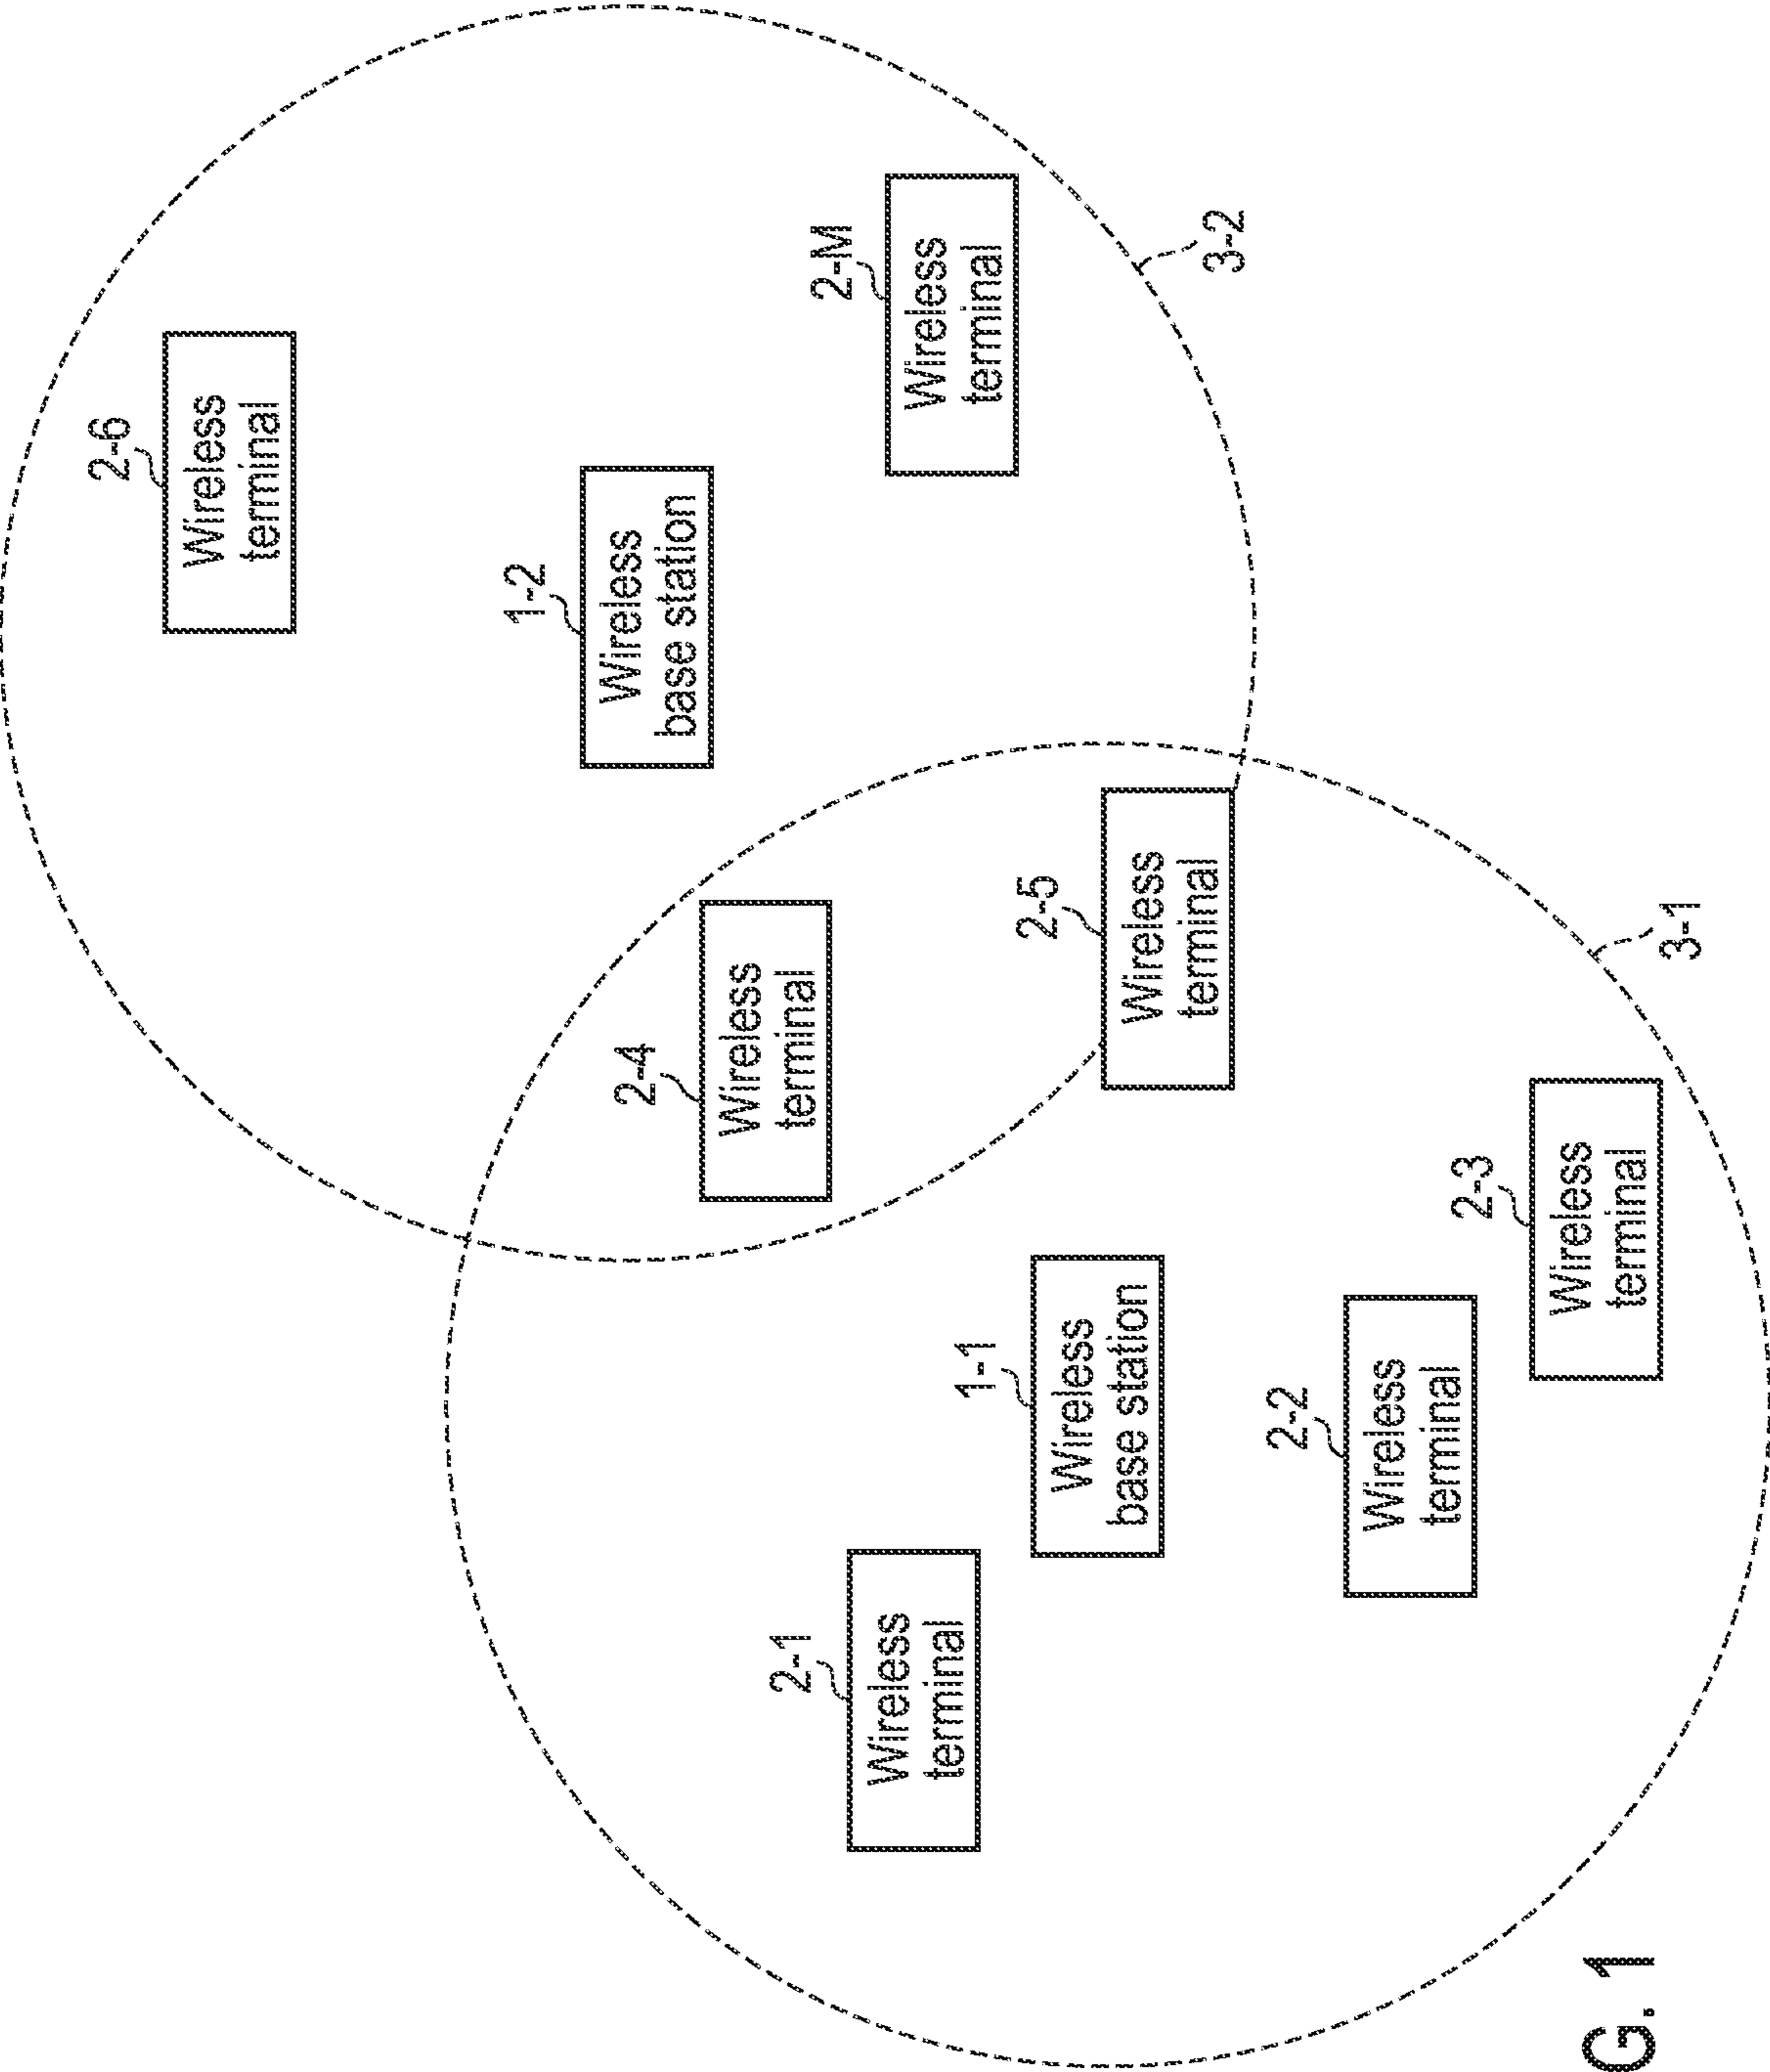 2-6
Wireless
terminal
1-2
Wireless
base station
2-4
Wireless
terminal
2-1
Wireless
terminal
2-M
Wireless
terminal
1-1
Wireless
base station
2-5
Wireless
terminal
3-2
2-2
Wireless
terminal
2-3
Wireless
terminal
3-1
G. 1